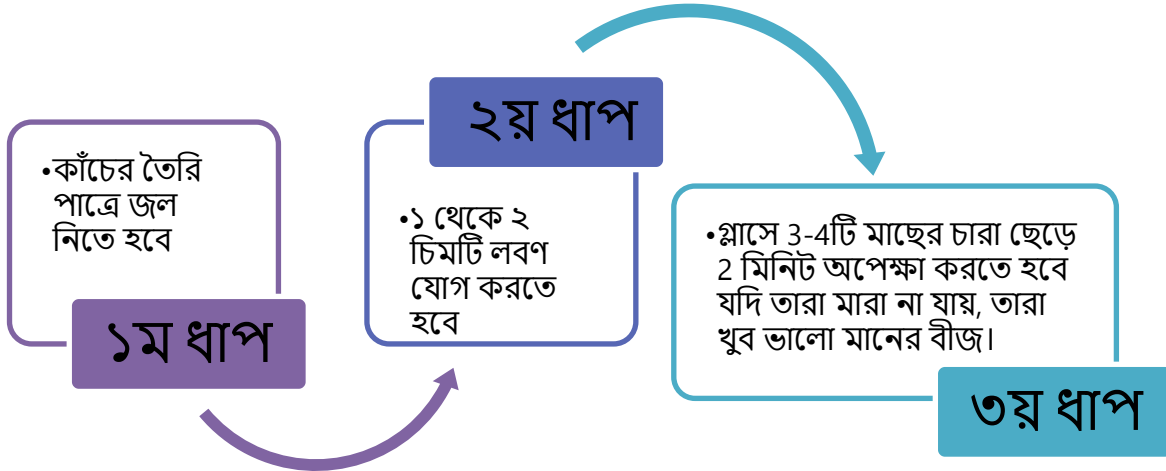 •কাঁচের তৈরি
পাত্রে জল
নিতে হবে
১ম ধাপ
২য় ধাপ
•১ থেকে ২
চিমটি লবণ
যোগ করতে
হবে
•গ্লাসে 3-4টি মাছের চারা ছেড়ে
2 মিনিট অপেক্ষা করতে হবে
যদি তারা মারা না যায়, তারা
খুব ভালো মানের বীজ।
৩য় ধাপ